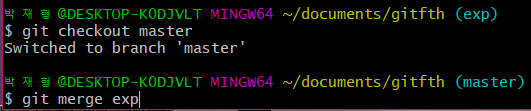 박 재 형 @DESKTOP-KODJVLT MINGW64 ~/documents/gitfth (exp)
$ git checkout master
Switched to branch 'master'
박 재 형 @DESKTOP-KODJVLT MINGW64 ~/documents/gitfth (master)
$ git merge exp